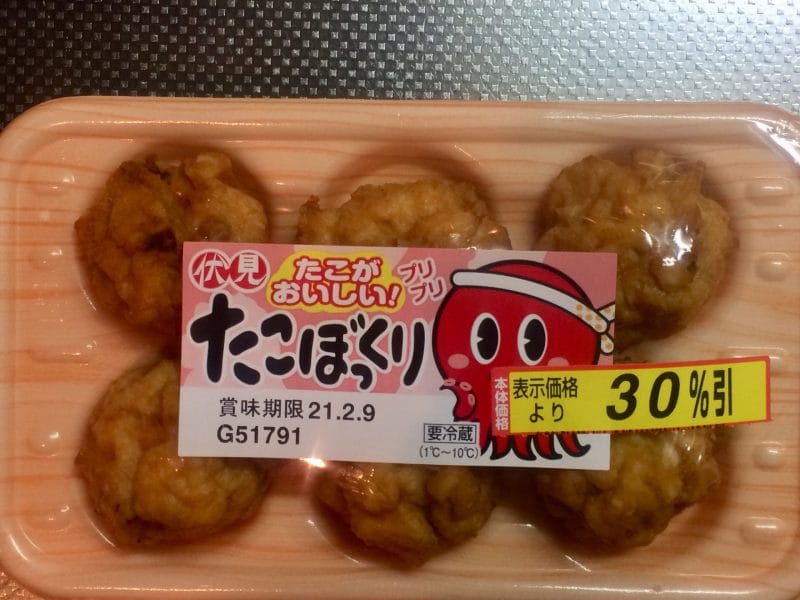 伏見
たこが
おいしい!
プリ
プリ
たこぼっくり
賞味期限21.2.9
G51791
要冷蔵
(1℃~10℃)
本体価格
表示価格
より
30%引